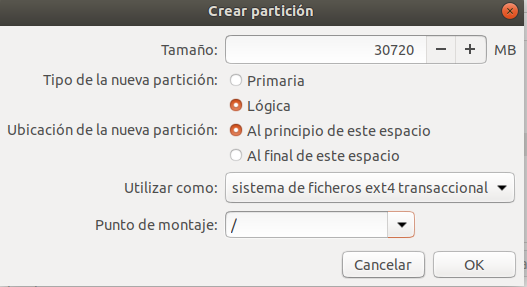 Crear partición
Tamaño: 30720 − + MB
Tipo de la nueva partición: Primaria
Lógica
Ubicación de la nueva partición: Al principio de este espacio
Al final de este espacio
Utilizar como: sistema de ficheros ext4 transaccional
Punto de montaje: /
Cancelar OK